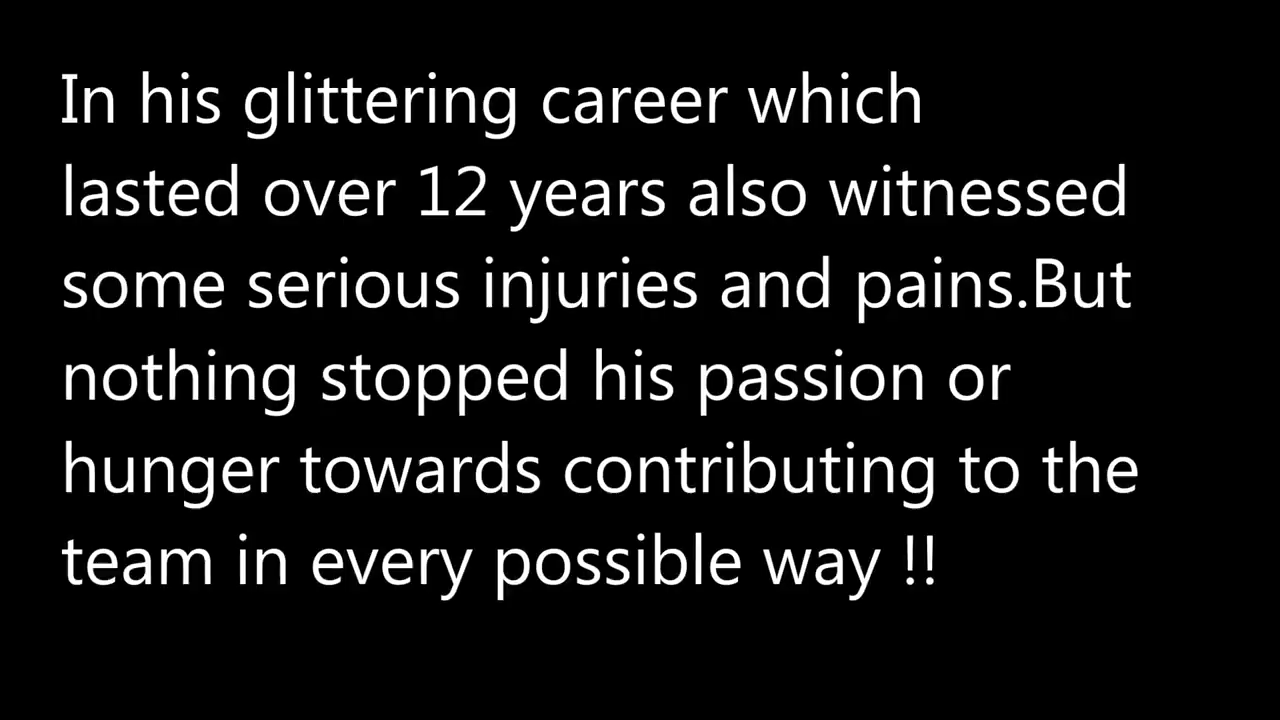 In his glittering career which
lasted over 12 years also witnessed
some serious injuries and pains.But
nothing stopped his passion or
hunger towards contributing to the
team in every possible way !!